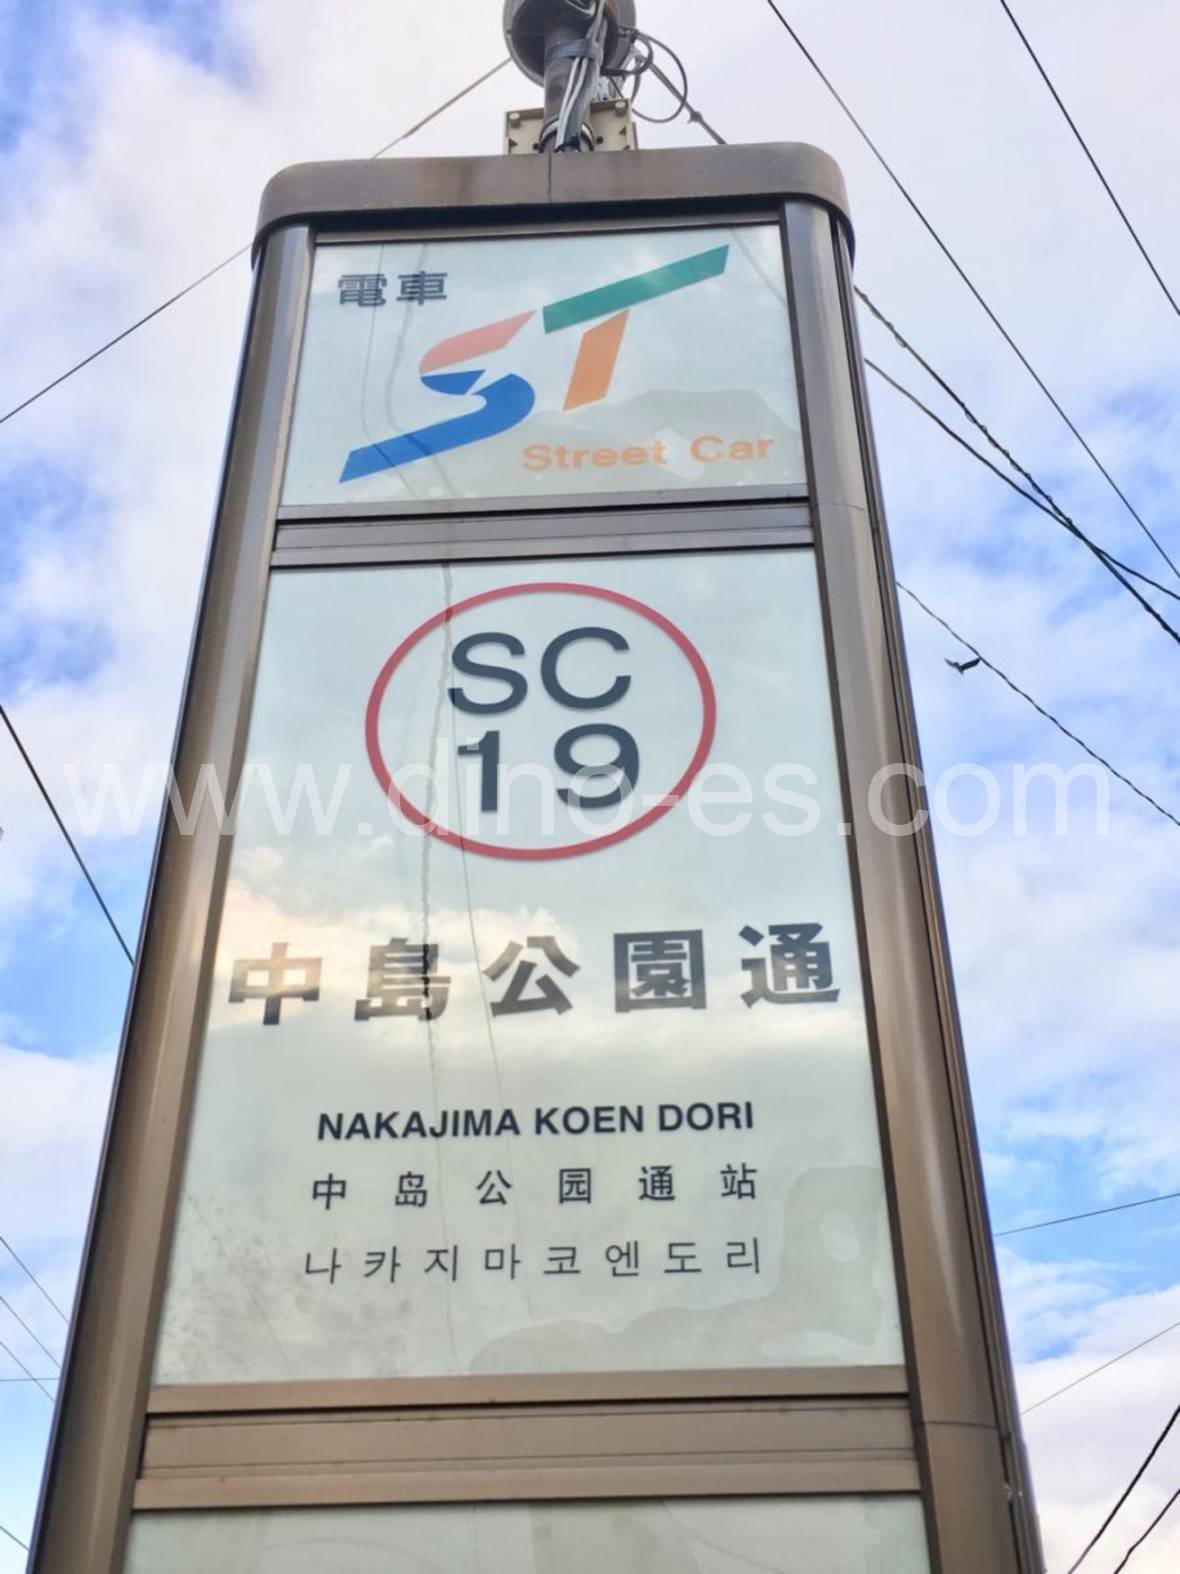 電車
ST
Street Car
SC
19
www.dino-es.com
中島公園通
NAKAJIMA KOEN DORI
中岛公园通站
나카지마코엔도리